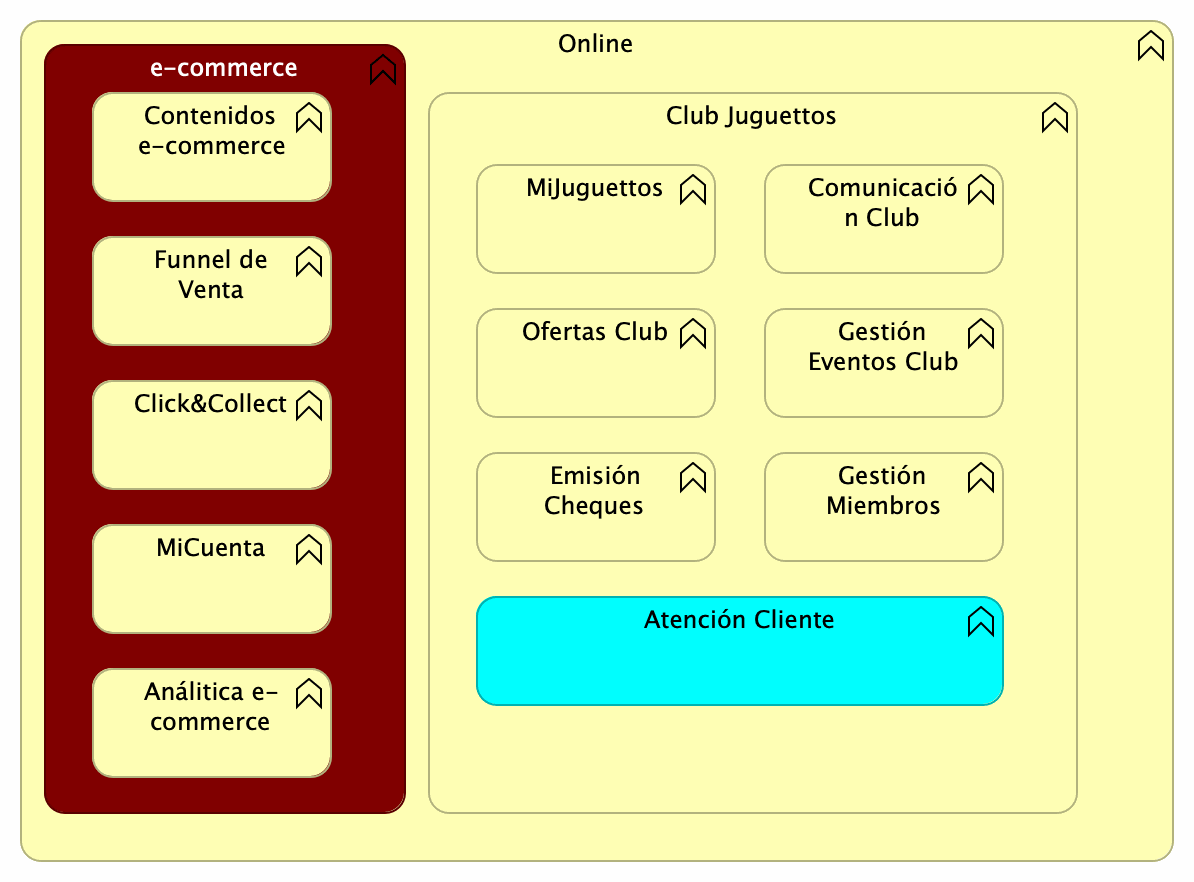 Online
e-commerce
Contenidos
e-commerce
Funnel de
Venta
Click&Collect
MiCuenta
Análitica e-
commerce
Club Juguettos
MiJuguettos
Comunicació
n Club
Ofertas Club
Gestión
Eventos Club
Emisión
Cheques
Gestión
Miembros
Atención Cliente